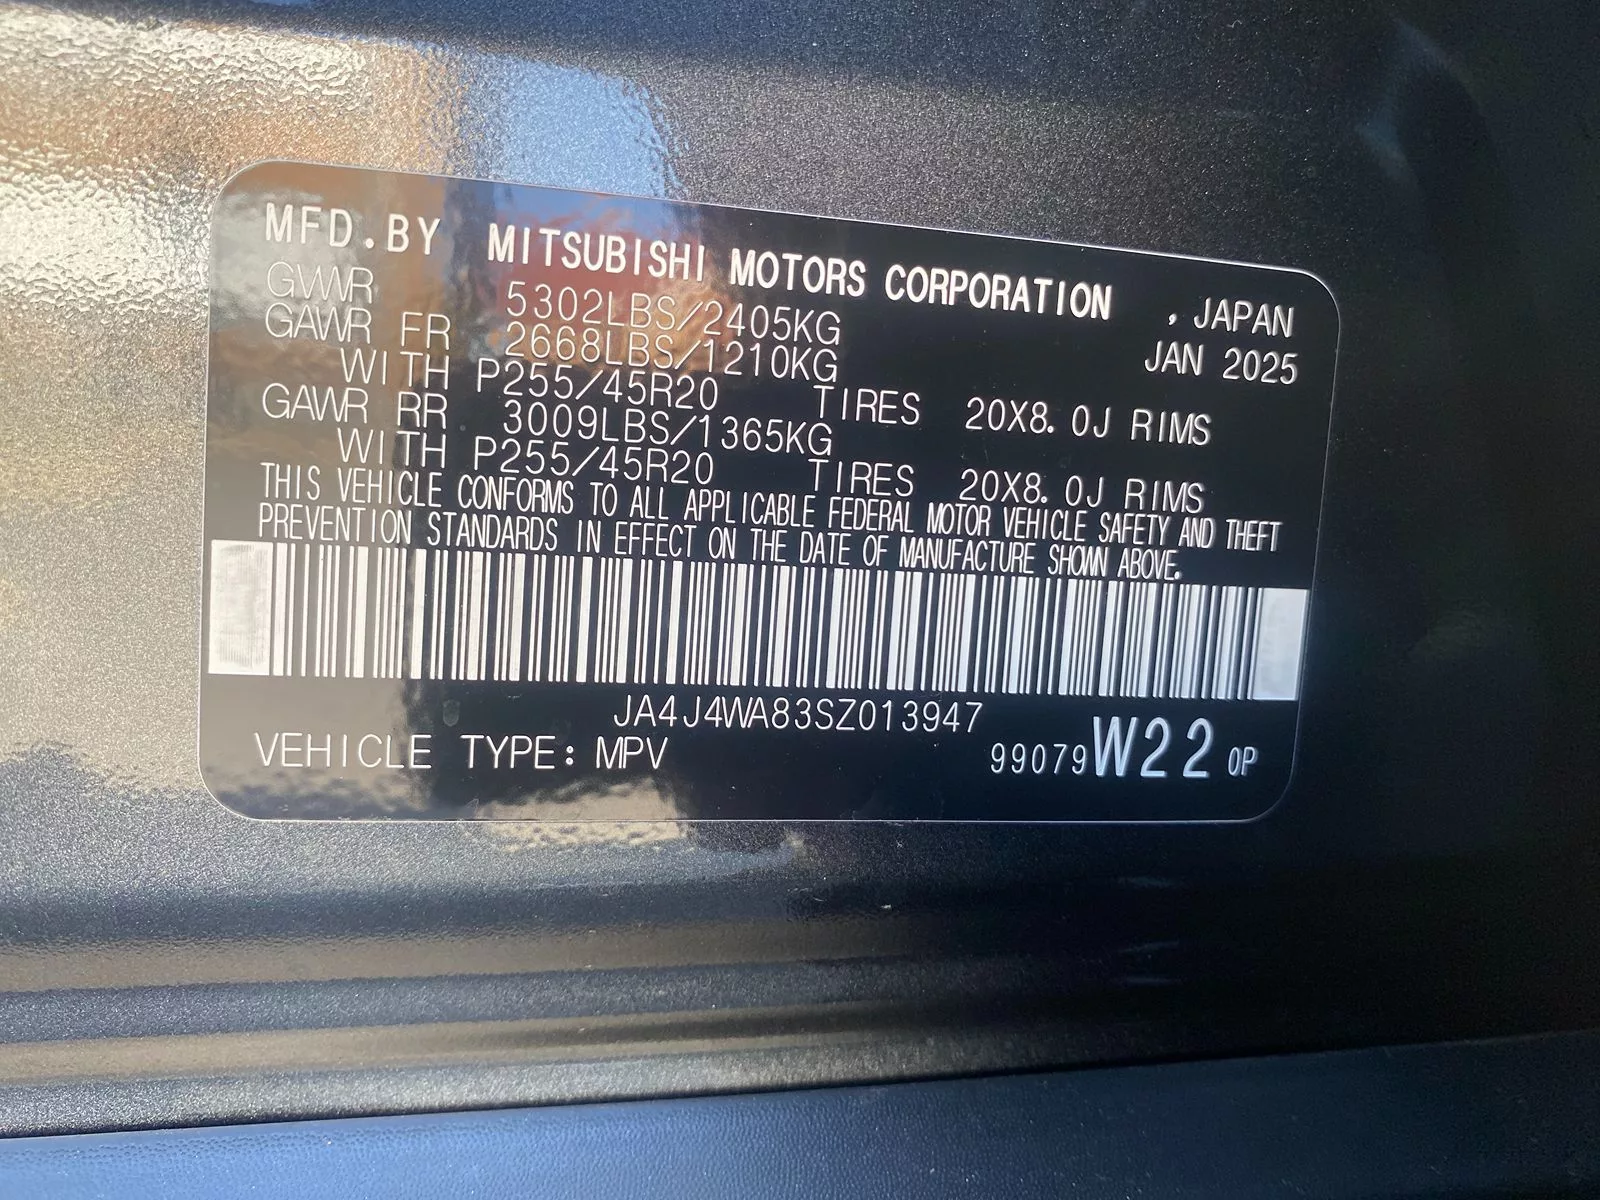 MFD.BY MITSUBISHI MOTORS CORPORATION , JAPAN
GVWR 5302LBS/2405KG JAN 2025
GAWR FR 2668LBS/1210KG
WITH P255/45R20 TIRES 20X8.0J RIMS
GAWR RR 3009LBS/1365KG
WITH P255/45R20 TIRES 20X8.0J RIMS
THIS VEHICLE CONFORMS TO ALL APPLICABLE FEDERAL MOTOR VEHICLE SAFETY AND THEFT
PREVENTION STANDARDS IN EFFECT ON THE DATE OF MANUFACTURE SHOWN ABOVE.
JA4J4WA83SZ013947
VEHICLE TYPE: MPV 99079W22 OP